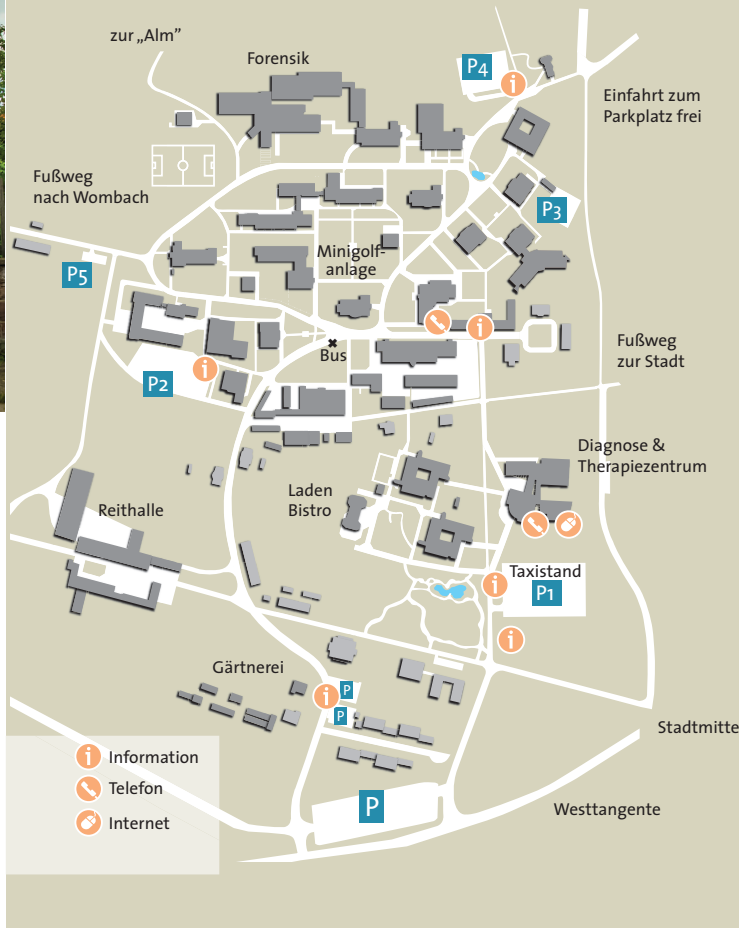 zur „Alm”
Forensik
P4
Einfahrt zum
Parkplatz frei
Fußweg
nach Wombach
P3
Minigolf-
anlage
P5
Bus
Fußweg
zur Stadt
P2
Diagnose &
Therapiezentrum
Laden
Bistro
Reithalle
Taxistand
P1
Gärtnerei
P
P
Stadtmitte
Information
Telefon
Internet
P
Westtangente